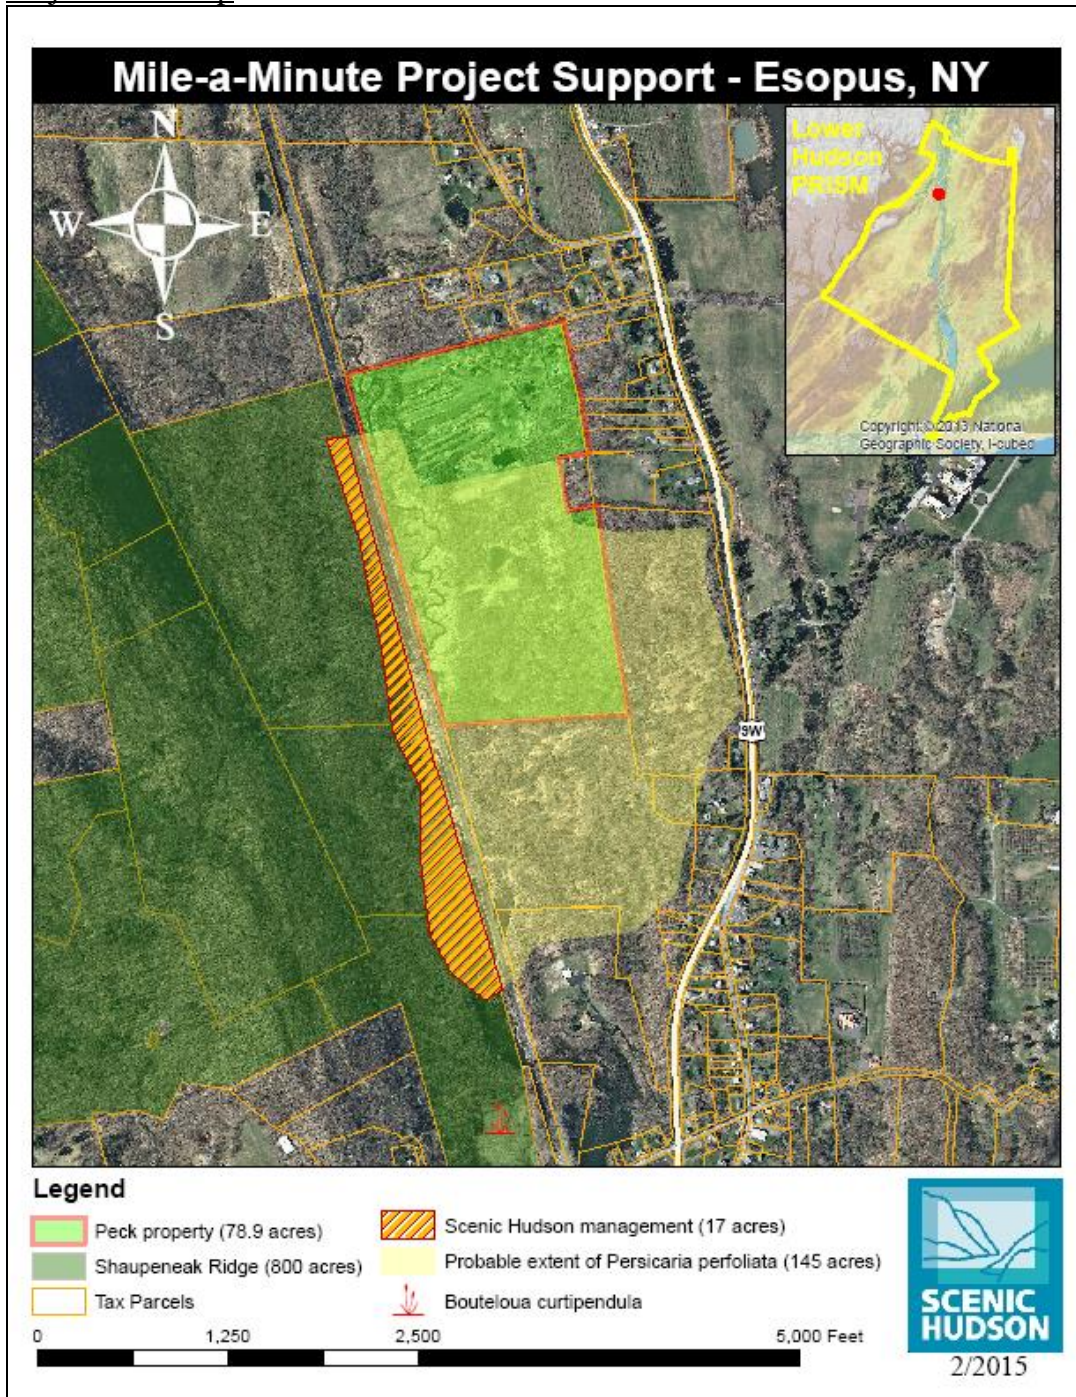 Mile-a-Minute Project Support - Esopus, NY
N
W E
S
Lower
Hudson
PRISM
Copyright:© 2013 National
Geographic Society, i-cubed
9W
Legend
Peck property (78.9 acres)
Shaupeneak Ridge (800 acres)
Tax Parcels
Scenic Hudson management (17 acres)
Probable extent of Persicaria perfoliata (145 acres)
Bouteloua curtipendula
0 1,250 2,500 5,000 Feet
SCENIC
HUDSON
2/2015